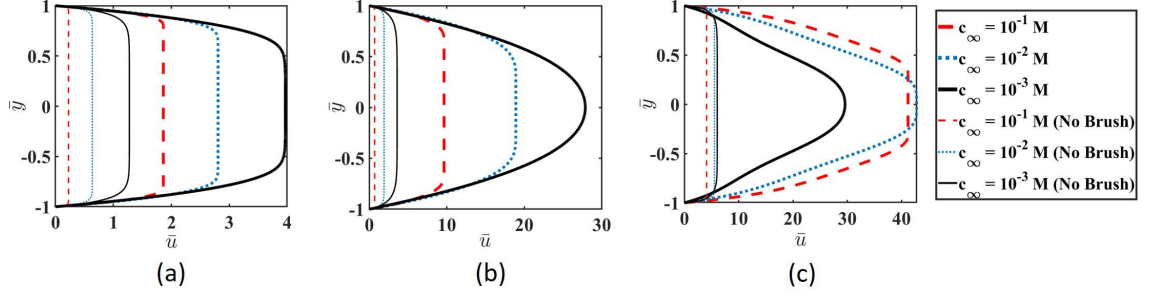 1
0.5
0
-0.5
-1
ȳ
0
1
2
3
4
ū
(a)
1
0.5
0
-0.5
-1
ȳ
0
10
20
30
ū
(b)
1
0.5
0
-0.5
-1
ȳ
0
10
20
30
40
ū
(c)
c∞ = 10⁻¹ M
c∞ = 10⁻² M
c∞ = 10⁻³ M
c∞ = 10⁻¹ M (No Brush)
c∞ = 10⁻² M (No Brush)
c∞ = 10⁻³ M (No Brush)